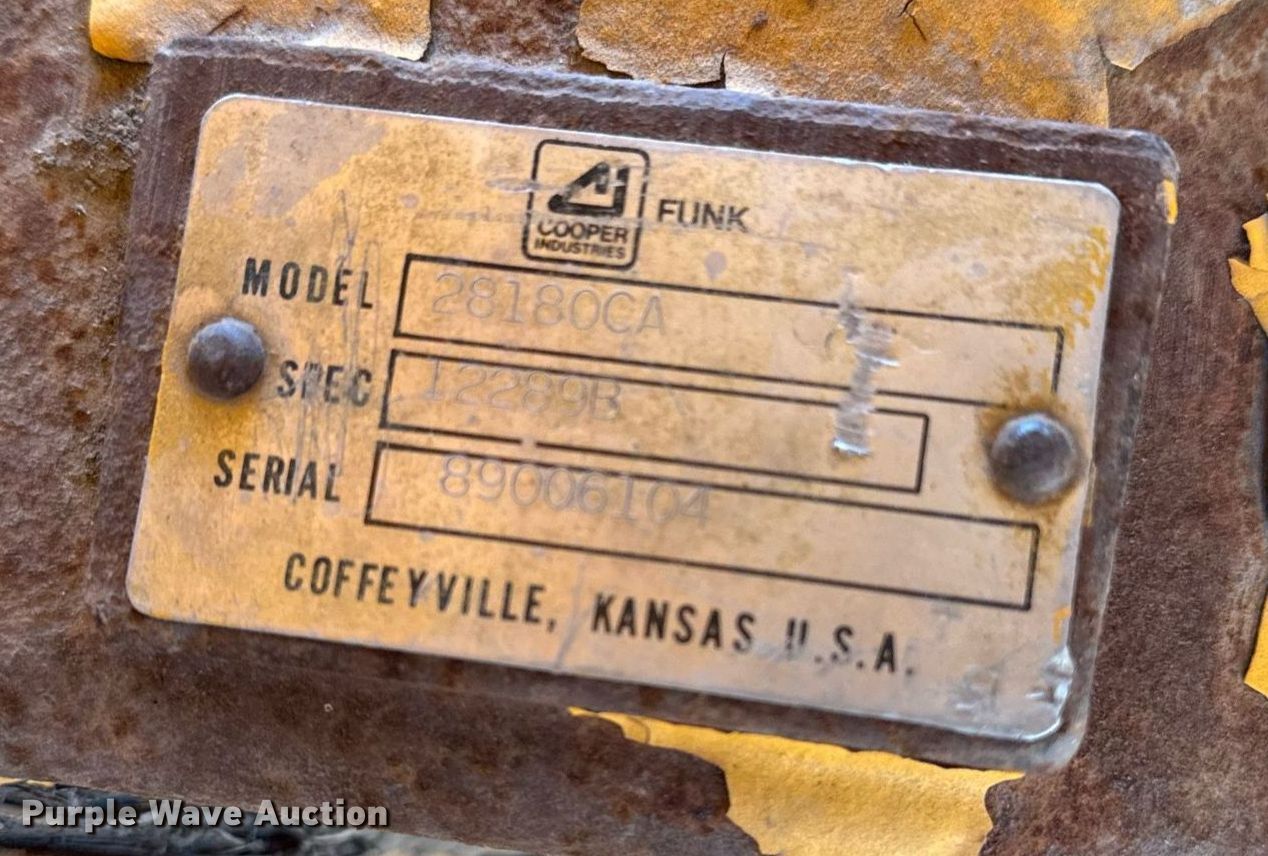 COOPER
INDUSTRIES
FUNK
MODEL 28180CA
SPEC 12289B
SERIAL 89006104
COFFEYVILLE, KANSAS U.S.A.
Purple Wave Auction